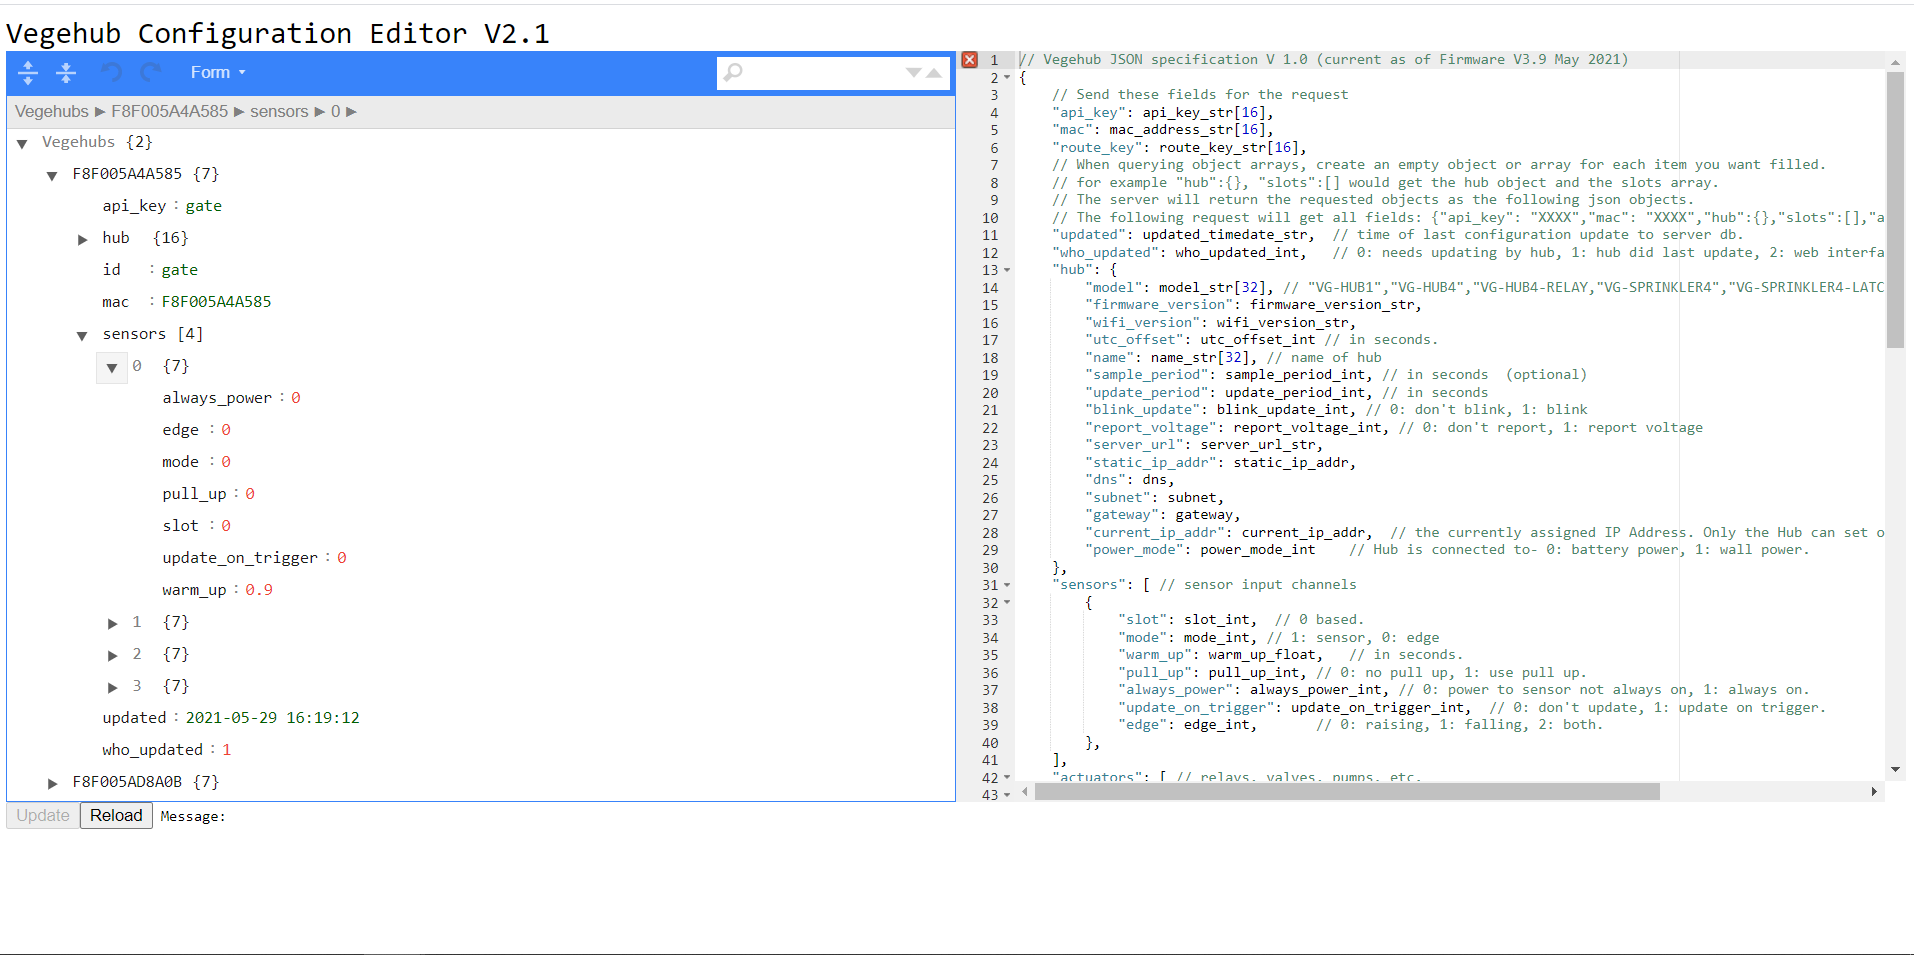 Vegehub Configuration Editor V2.1
Form
Vegehubs ► F8F005A4A585 ► sensors ► 0 ►
Vegehubs {2}
F8F005A4A585 {7}
api_key : gate
hub {16}
id : gate
mac : F8F005A4A585
sensors [4]
0 {7}
always_power : 0
edge : 0
mode : 0
pull_up : 0
slot : 0
update_on_trigger : 0
warm_up : 0.9
1 {7}
2 {7}
3 {7}
updated : 2021-05-29 16:19:12
who_updated : 1
F8F005AD8A0B {7}
Update Reload Message:
1 // Vegehub JSON specification V 1.0 (current as of Firmware V3.9 May 2021)
2 {
3 // Send these fields for the request
4 "api_key": api_key_str[16],
5 "mac": mac_address_str[16],
6 "route_key": route_key_str[16],
7 // When querying object arrays, create an empty object or array for each item you want filled.
8 // for example "hub":{}, "slots":[] would get the hub object and the slots array.
9 // The server will return the requested objects as the following json objects.
10 // The following request will get all fields: {"api_key": "XXXX","mac": "XXXX","hub":{},"slots":[],"a
11 "updated": updated_timedate_str, // time of last configuration update to server db.
12 "who_updated": who_updated_int, // 0: needs updating by hub, 1: hub did last update, 2: web interfa
13 "hub": {
14 "model": model_str[32], // "VG-HUB1","VG-HUB4","VG-HUB4-RELAY,"VG-SPRINKLER4","VG-SPRINKLER4-LATC
15 "firmware_version": firmware_version_str,
16 "wifi_version": wifi_version_str,
17 "utc_offset": utc_offset_int // in seconds.
18 "name": name_str[32], // name of hub
19 "sample_period": sample_period_int, // in seconds (optional)
20 "update_period": update_period_int, // in seconds
21 "blink_update": blink_update_int, // 0: don't blink, 1: blink
22 "report_voltage": report_voltage_int, // 0: don't report, 1: report voltage
23 "server_url": server_url_str,
24 "static_ip_addr": static_ip_addr,
25 "dns": dns,
26 "subnet": subnet,
27 "gateway": gateway,
28 "current_ip_addr": current_ip_addr, // the currently assigned IP Address. Only the Hub can set o
29 "power_mode": power_mode_int // Hub is connected to- 0: battery power, 1: wall power.
30 },
31 "sensors": [ // sensor input channels
32 {
33 "slot": slot_int, // 0 based.
34 "mode": mode_int, // 1: sensor, 0: edge
35 "warm_up": warm_up_float, // in seconds.
36 "pull_up": pull_up_int, // 0: no pull up, 1: use pull up.
37 "always_power": always_power_int, // 0: power to sensor not always on, 1: always on.
38 "update_on_trigger": update_on_trigger_int, // 0: don't update, 1: update on trigger.
39 "edge": edge_int, // 0: raising, 1: falling, 2: both.
40 },
41 ],
42 "actuators": [ // relays, valves, pumps, etc.
43